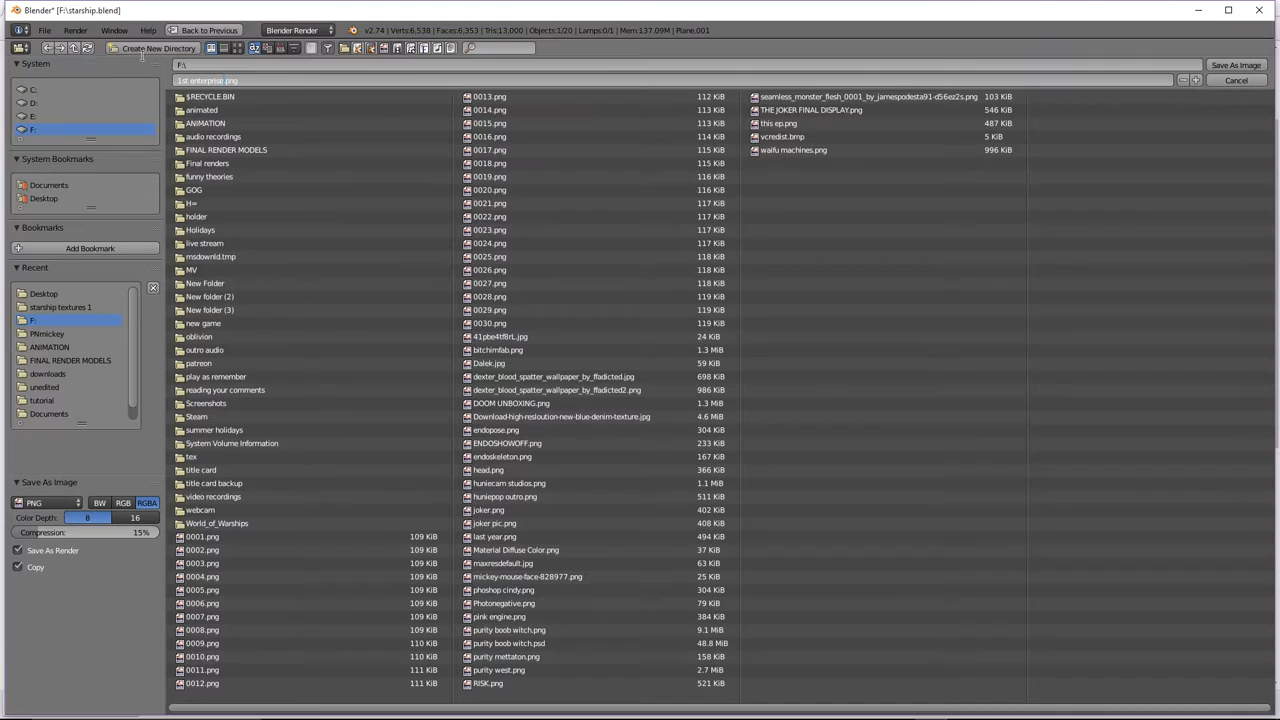 Blender* [F:\starship.blend]
File Render Window Help Back to Previous Blender Render v2.74 | Verts:6,538 | Faces:6,353 | Tris:13,000 | Objects:1/20 | Lamps:0/1 | Mem:137.09M | Plane.001
Create New Directory
System
C:
D:
E:
F:
System Bookmarks
Documents
Desktop
Bookmarks
Add Bookmark
Recent
Desktop
starship textures 1
F:
PNmickey
ANIMATION
FINAL RENDER MODELS
downloads
unedited
tutorial
Documents
Save As Image
PNG BW RGB RGBA
Color Depth: 8 16
Compression: 15%
Save As Render
Copy
F:\ Save As Image
1st enterprise.png Cancel
$RECYCLE.BIN
animated
ANIMATION
audio recordings
FINAL RENDER MODELS
Final renders
funny theories
GOG
H=
holder
Holidays
live stream
msdownld.tmp
MV
New Folder
New folder (2)
New folder (3)
new game
oblivion
outro audio
patreon
play as remember
reading your comments
Screenshots
Steam
summer holidays
System Volume Information
tex
title card
title card backup
video recordings
webcam
World_of_Warships
0001.png 109 KiB
0002.png 109 KiB
0003.png 109 KiB
0004.png 109 KiB
0005.png 109 KiB
0006.png 109 KiB
0007.png 109 KiB
0008.png 109 KiB
0009.png 110 KiB
0010.png 110 KiB
0011.png 111 KiB
0012.png 111 KiB
0013.png 112 KiB
0014.png 113 KiB
0015.png 113 KiB
0016.png 114 KiB
0017.png 115 KiB
0018.png 115 KiB
0019.png 116 KiB
0020.png 116 KiB
0021.png 117 KiB
0022.png 117 KiB
0023.png 117 KiB
0024.png 117 KiB
0025.png 118 KiB
0026.png 118 KiB
0027.png 118 KiB
0028.png 119 KiB
0029.png 119 KiB
0030.png 119 KiB
41pbe4tf8rL.jpg 24 KiB
bitchimfab.png 1.3 MiB
Dalek.jpg 59 KiB
dexter_blood_spatter_wallpaper_by_ffadicted.jpg 698 KiB
dexter_blood_spatter_wallpaper_by_ffadicted2.png 986 KiB
DOOM UNBOXING.png 1.3 MiB
Download-high-resloution-new-blue-denim-texture.jpg 4.6 MiB
endopose.png 304 KiB
ENDOSHOWOFF.png 233 KiB
endoskeleton.png 167 KiB
head.png 366 KiB
huniecam studios.png 1.1 MiB
huniepop outro.png 511 KiB
joker.png 402 KiB
joker pic.png 408 KiB
last year.png 494 KiB
Material Diffuse Color.png 37 KiB
maxresdefault.jpg 63 KiB
mickey-mouse-face-828977.png 25 KiB
phoshop cindy.png 304 KiB
Photonegative.png 79 KiB
pink engine.png 384 KiB
purity boob witch.png 9.1 MiB
purity boob witch.psd 48.8 MiB
purity mettaton.png 158 KiB
purity west.png 2.7 MiB
RISK.png 521 KiB
seamless_monster_flesh_0001_by_jamespodesta91-d56ez2s.png 103 KiB
THE JOKER FINAL DISPLAY.png 546 KiB
this ep.png 487 KiB
vcredist.bmp 5 KiB
waifu machines.png 996 KiB